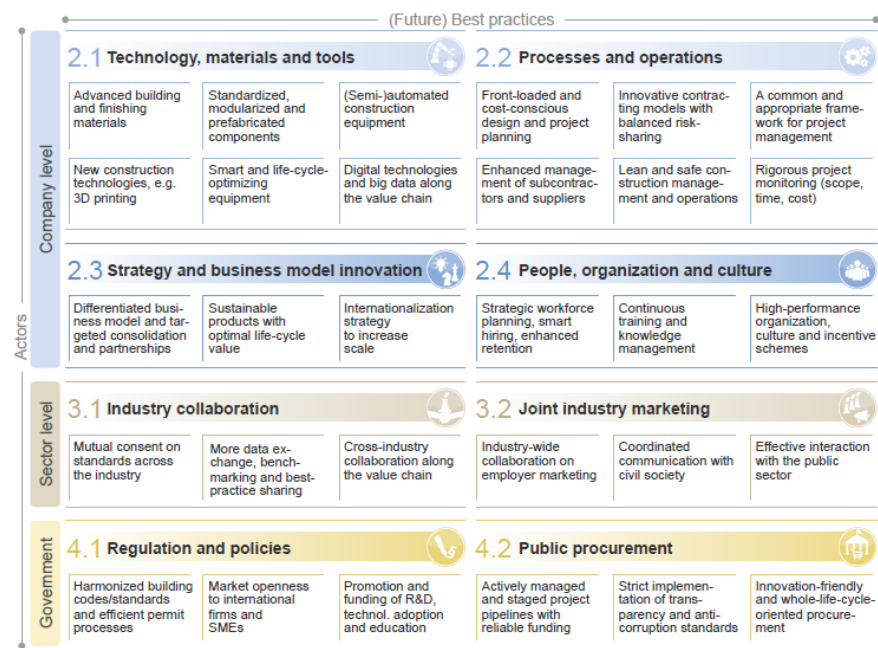 (Future) Best practices
Actors
Company level
2.1 Technology, materials and tools
Advanced building
and finishing
materials
Standardized,
modularized and
prefabricated
components
(Semi-)automated
construction
equipment
New construction
technologies, e.g.
3D printing
Smart and life-cycle-
optimizing
equipment
Digital technologies
and big data along
the value chain
2.2 Processes and operations
Front-loaded and
cost-conscious
design and project
planning
Innovative contrac-
ting models with
balanced risk-
sharing
A common and
appropriate frame-
work for project
management
Enhanced manage-
ment of subcontrac-
tors and suppliers
Lean and safe con-
struction manage-
ment and operations
Rigorous project
monitoring (scope,
time, cost)
2.3 Strategy and business model innovation
Differentiated busi-
ness model and tar-
geted consolidation
and partnerships
Sustainable
products with
optimal life-cycle
value
Internationalization
strategy
to increase
scale
2.4 People, organization and culture
Strategic workforce
planning, smart
hiring, enhanced
retention
Continuous
training and
knowledge
management
High-performance
organization,
culture and incentive
schemes
Sector level
3.1 Industry collaboration
Mutual consent on
standards across
the industry
More data ex-
change, bench-
marking and best-
practice sharing
Cross-industry
collaboration along
the value chain
3.2 Joint industry marketing
Industry-wide
collaboration on
employer marketing
Coordinated
communication with
civil society
Effective interaction
with the public
sector
Government
4.1 Regulation and policies
§
Harmonized building
codes/standards
and efficient permit
processes
Market openness
to international
firms and
SMEs
Promotion and
funding of R&D,
technol. adoption
and education
4.2 Public procurement
Actively managed
and staged project
pipelines with
reliable funding
Strict implemen-
tation of trans-
parency and anti-
corruption standards
Innovation-friendly
and whole-life-cycle-
oriented procure-
ment